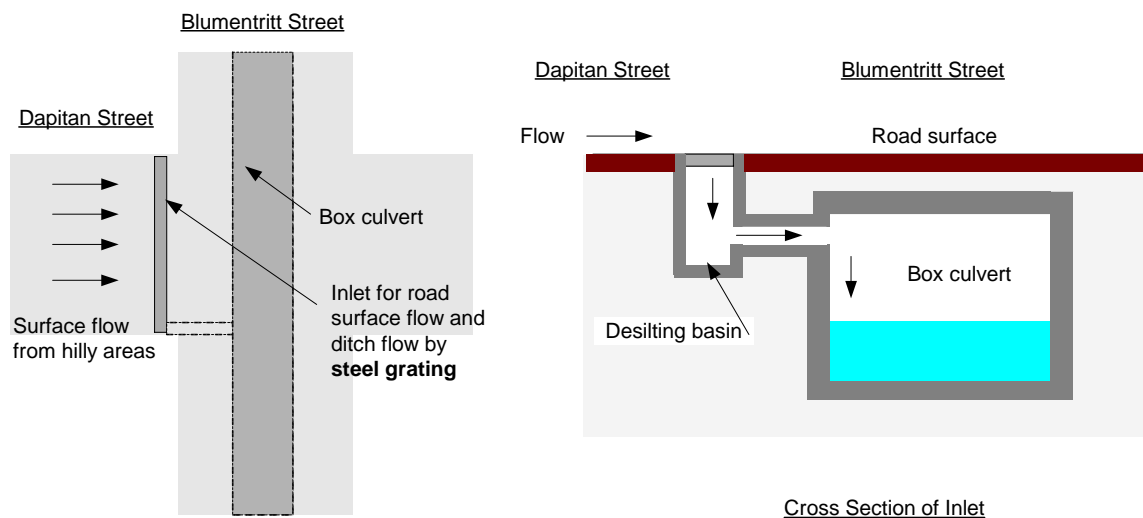 Blumentritt Street
Dapitan Street
Box culvert
Inlet for road
surface flow and
ditch flow by
steel grating
Surface flow
from hilly areas
Dapitan Street
Blumentritt Street
Flow
Road surface
Box culvert
Desilting basin
Cross Section of Inlet